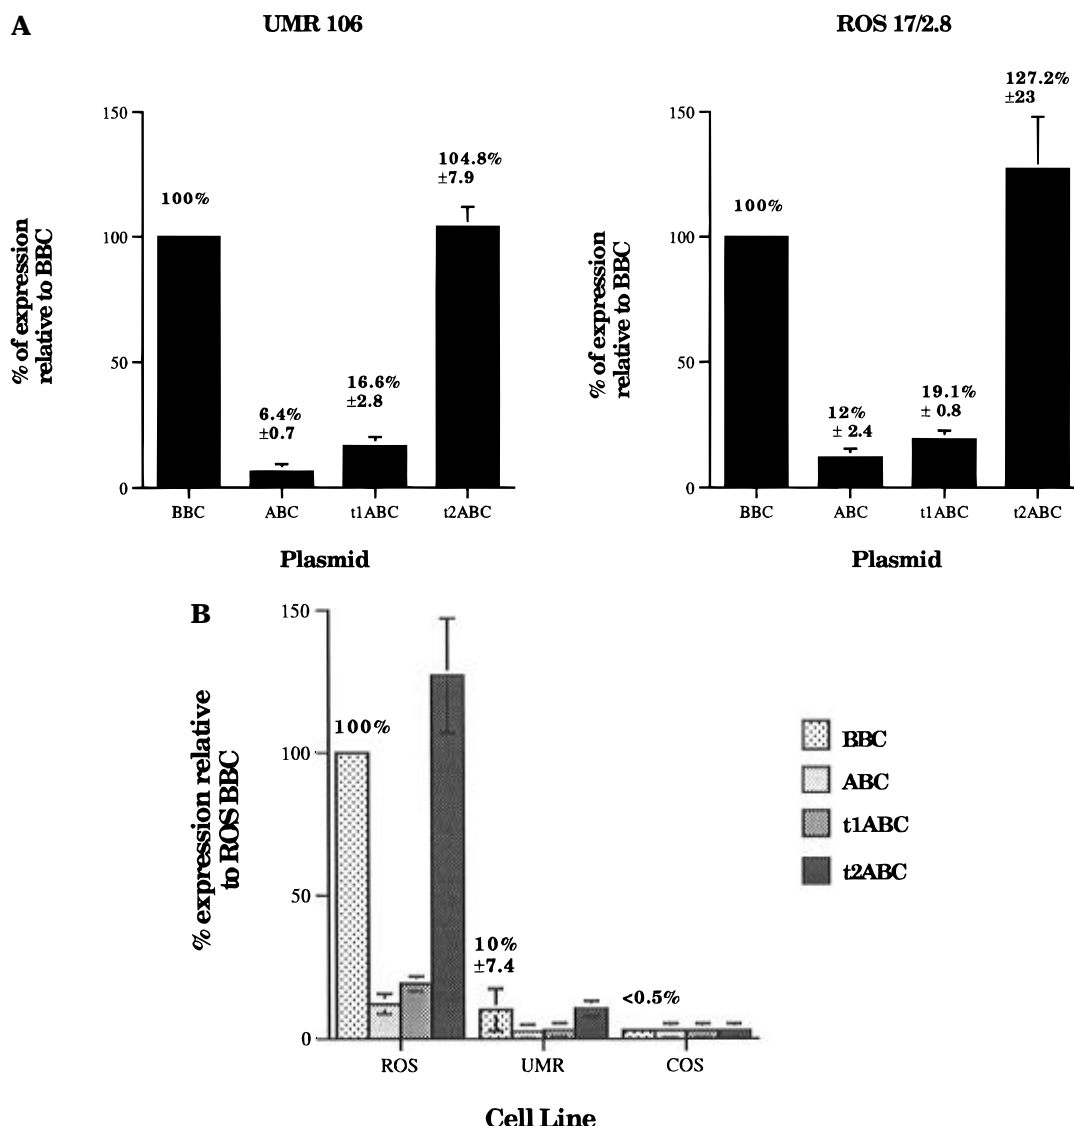 A
UMR 106
ROS 17/2.8
% of expression
relative to BBC
150
100
50
0
100%
6.4%
±0.7
16.6%
±2.8
104.8%
±7.9
BBC
ABC
t1ABC
t2ABC
Plasmid
% of expression
relative to BBC
150
100
50
0
100%
12%
± 2.4
19.1%
± 0.8
127.2%
±23
BBC
ABC
t1ABC
t2ABC
Plasmid
B
% expression relative
to ROS BBC
150
100
50
0
100%
10%
±7.4
<0.5%
ROS
UMR
COS
Cell Line
BBC
ABC
t1ABC
t2ABC